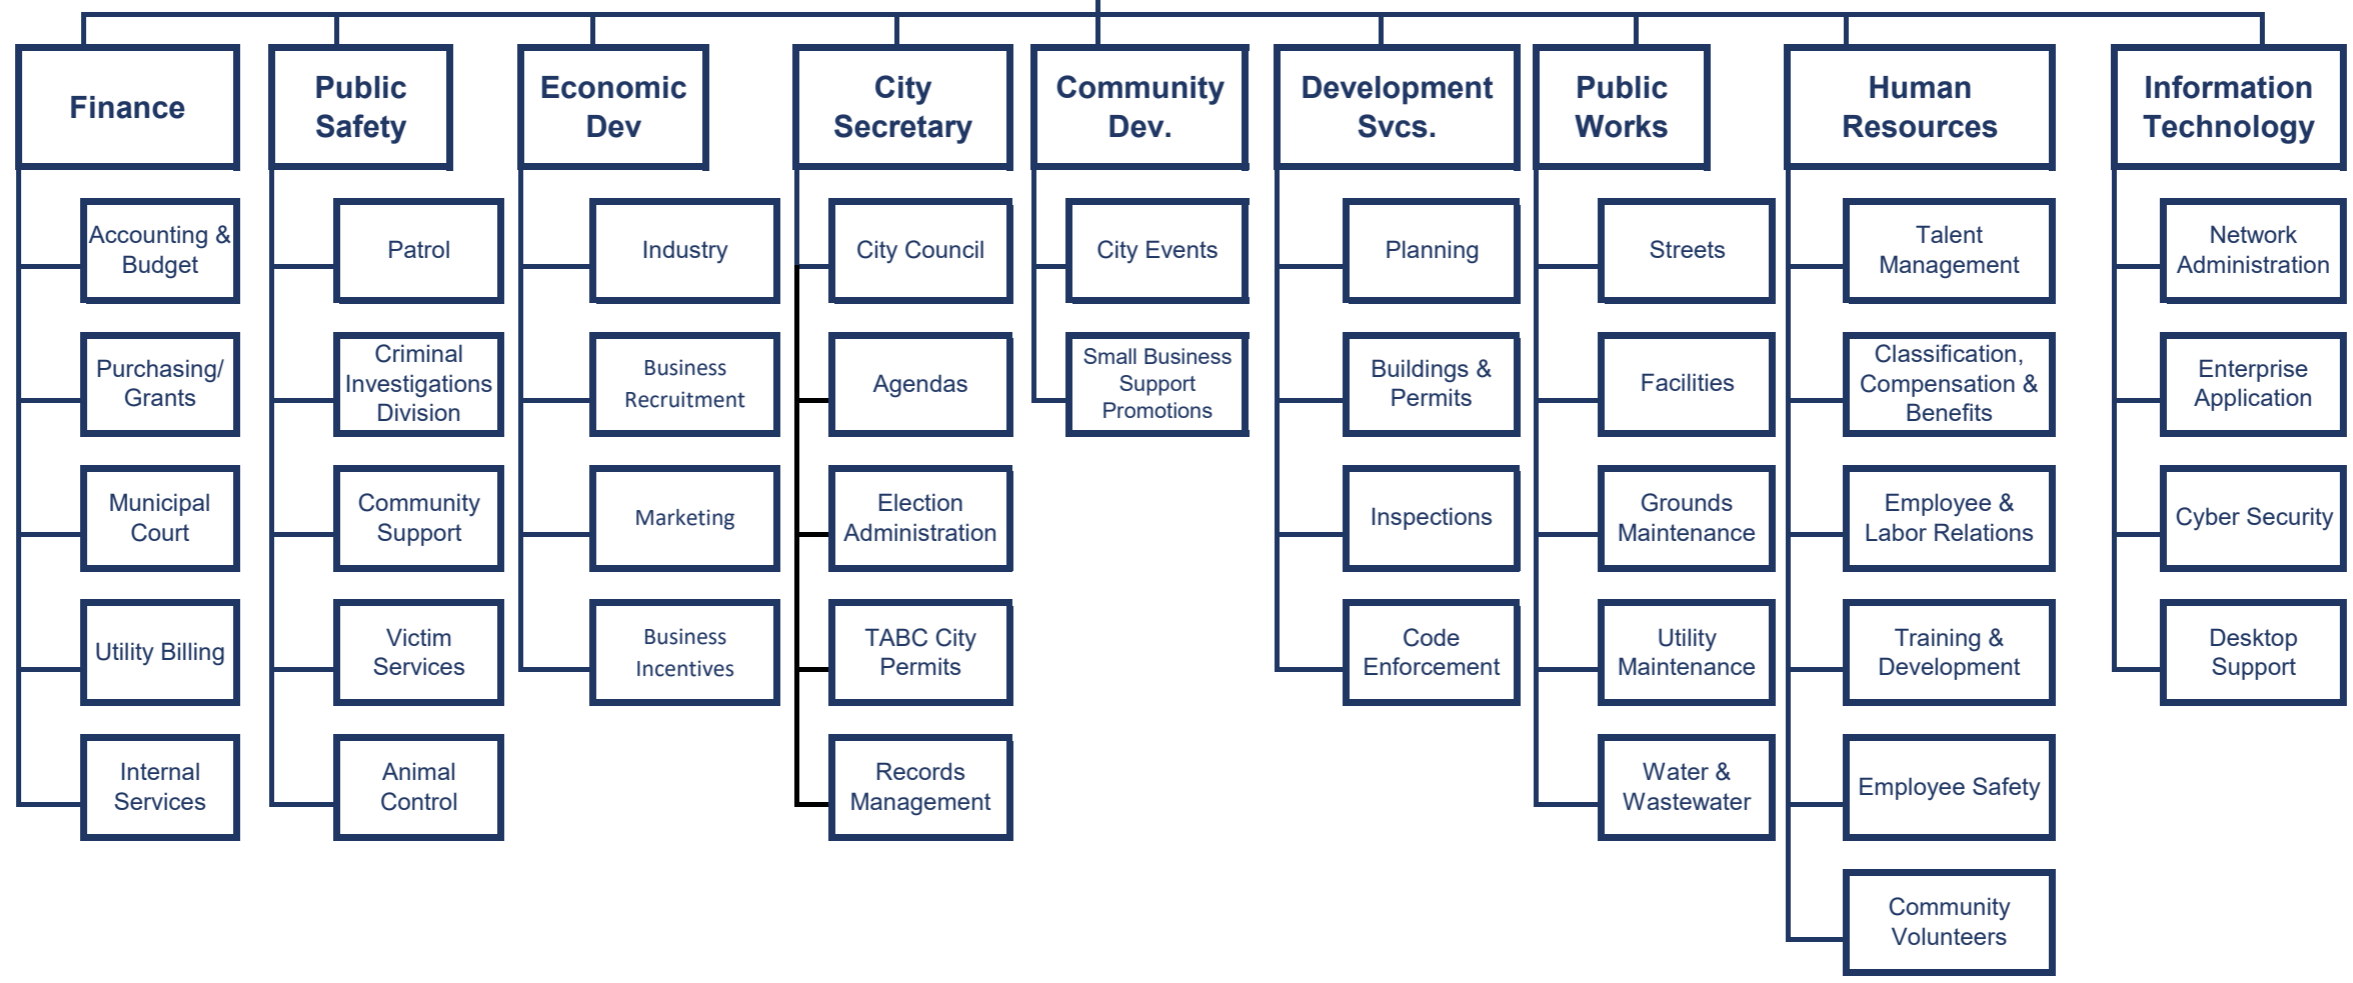 Finance
Accounting &
Budget
Purchasing/
Grants
Municipal
Court
Utility Billing
Internal
Services
Public
Safety
Patrol
Criminal
Investigations
Division
Community
Support
Victim
Services
Animal
Control
Economic
Dev
Industry
Business
Recruitment
Marketing
Business
Incentives
City
Secretary
City Council
Agendas
Election
Administration
TABC City
Permits
Records
Management
Community
Dev.
City Events
Small Business
Support
Promotions
Development
Svcs.
Planning
Buildings &
Permits
Inspections
Code
Enforcement
Public
Works
Streets
Facilities
Grounds
Maintenance
Utility
Maintenance
Water &
Wastewater
Human
Resources
Talent
Management
Classification,
Compensation &
Benefits
Employee &
Labor Relations
Training &
Development
Employee Safety
Community
Volunteers
Information
Technology
Network
Administration
Enterprise
Application
Cyber Security
Desktop
Support